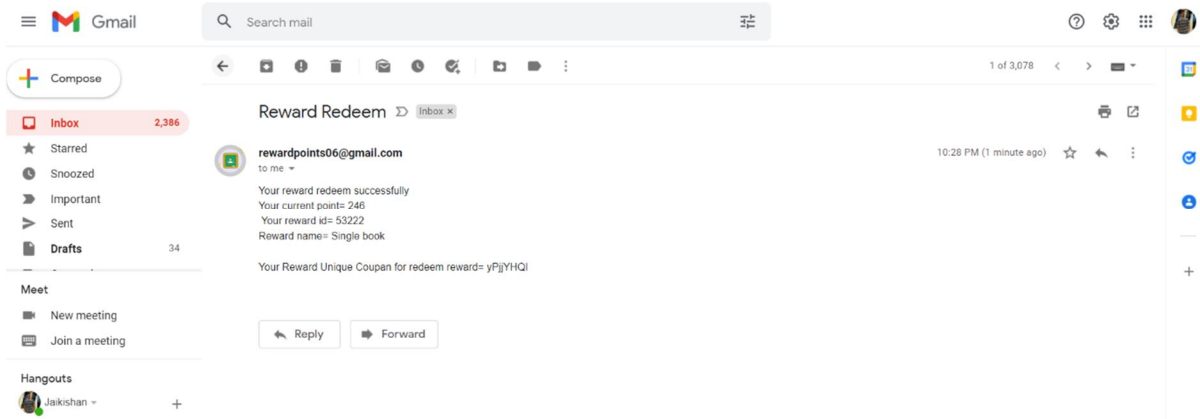 Gmail
Search mail
Compose
1 of 3,078
Inbox 2,386
Starred
Snoozed
Important
Sent
Drafts 34
Meet
New meeting
Join a meeting
Hangouts
Jaikishan
Reward Redeem Inbox ×
rewardpoints06@gmail.com 10:28 PM (1 minute ago)
to me
Your reward redeem successfully
Your current point= 246
Your reward id= 53222
Reward name= Single book
Your Reward Unique Coupan for redeem reward=
Reply Forward